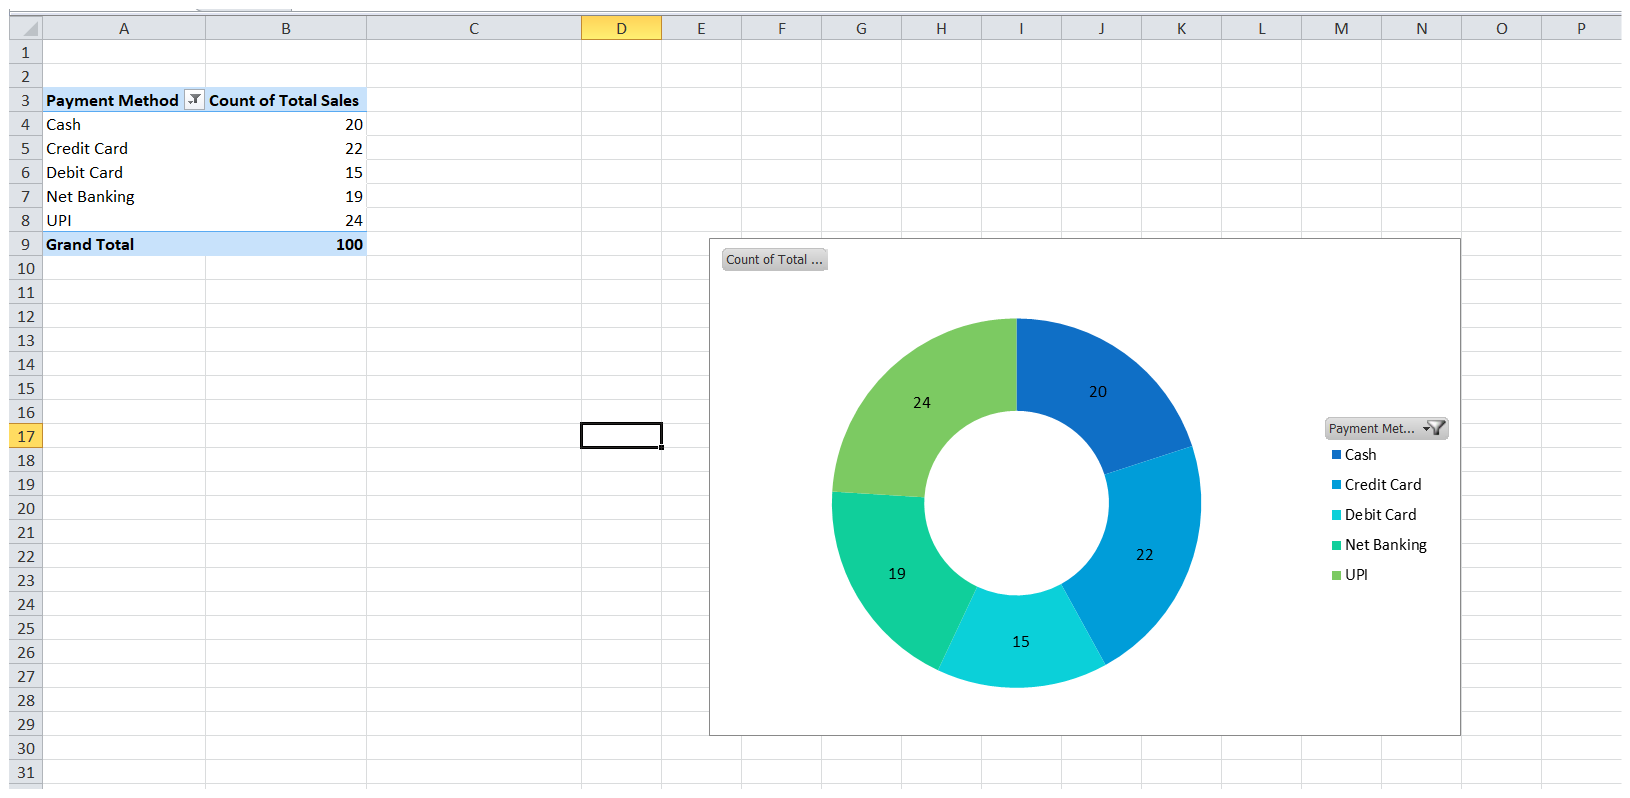 A B C D E F G H I J K L M N O P
1
2
3 Payment Method Count of Total Sales
4 Cash 20
5 Credit Card 22
6 Debit Card 15
7 Net Banking 19
8 UPI 24
9 Grand Total 100
10
11
12
13
14
15
16
17
18
19
20
21
22
23
24
25
26
27
28
29
30
31
Count of Total ...
20
24
22
19
15
Payment Met...
Cash
Credit Card
Debit Card
Net Banking
UPI